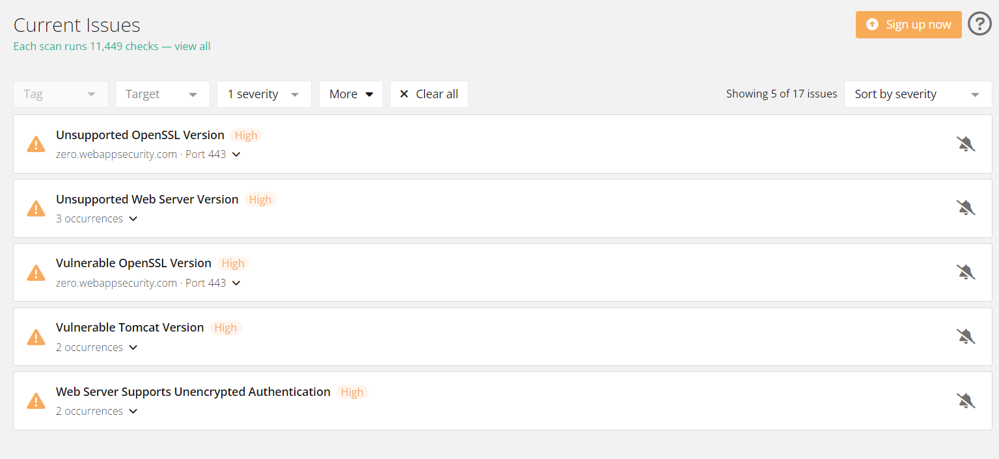 Current Issues
Sign up now
Each scan runs 11,449 checks — view all
Tag
Target
1 severity
More
Clear all
Showing 5 of 17 issues
Sort by severity
Unsupported OpenSSL Version High
zero.webappsecurity.com · Port 443
Unsupported Web Server Version High
3 occurrences
Vulnerable OpenSSL Version High
zero.webappsecurity.com · Port 443
Vulnerable Tomcat Version High
2 occurrences
Web Server Supports Unencrypted Authentication High
2 occurrences